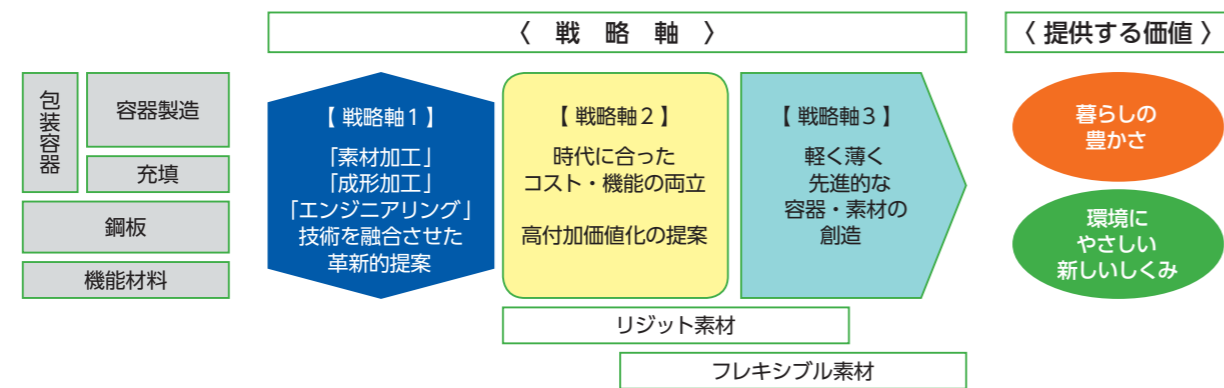 〈 戦 略 軸 〉
〈 提供する価値 〉
包装容器
容器製造
充填
鋼板
機能材料
【 戦略軸1 】
「素材加工」
「成形加工」
「エンジニアリング」
技術を融合させた
革新的提案
【 戦略軸2 】
時代に合った
コスト・機能の両立
高付加価値化の提案
【 戦略軸3 】
軽く薄く
先進的な
容器・素材の
創造
リジット素材
フレキシブル素材
暮らしの
豊かさ
環境に
やさしい
新しいしくみ